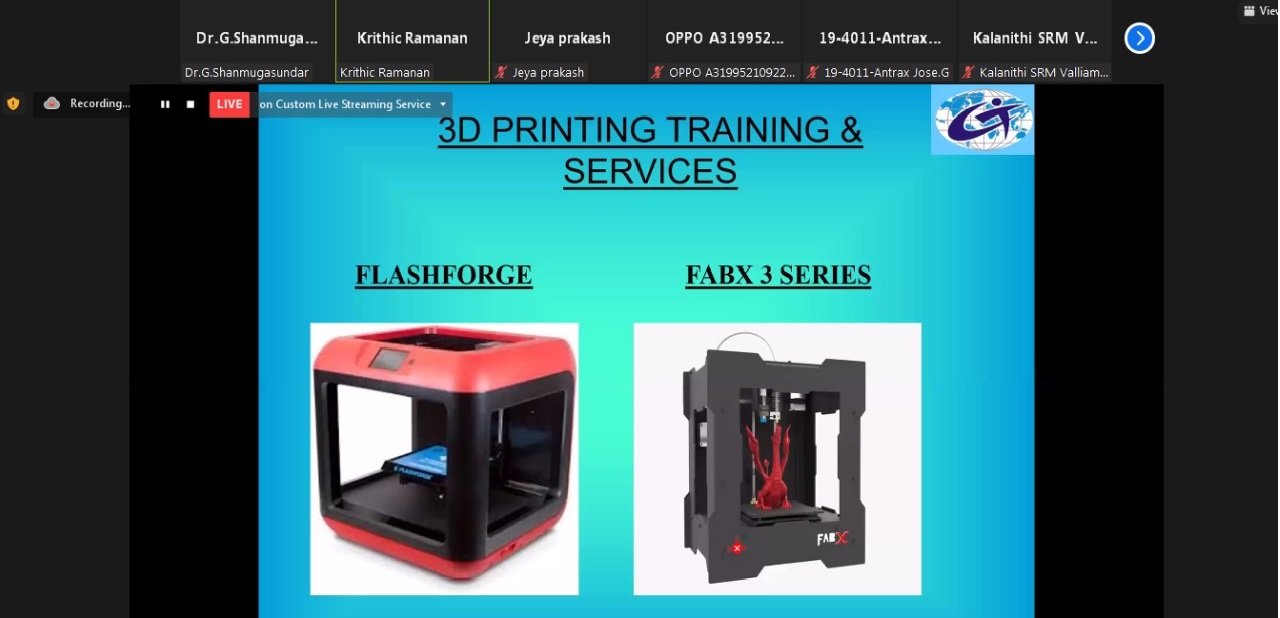 View
Dr.G.Shanmuga...
Krithic Ramanan
Jeya prakash
OPPO A319952...
19-4011-Antrax...
Kalanithi SRM V...
Dr.G.Shanmugasundar
Krithic Ramanan
Jeya prakash
OPPO A31995210922...
19-4011-Antrax Jose.G
Kalanithi SRM Valliam...
Recording...
LIVE on Custom Live Streaming Service
3D PRINTING TRAINING &
SERVICES
FLASHFORGE
FABX 3 SERIES
FLASHFORGE
FABX